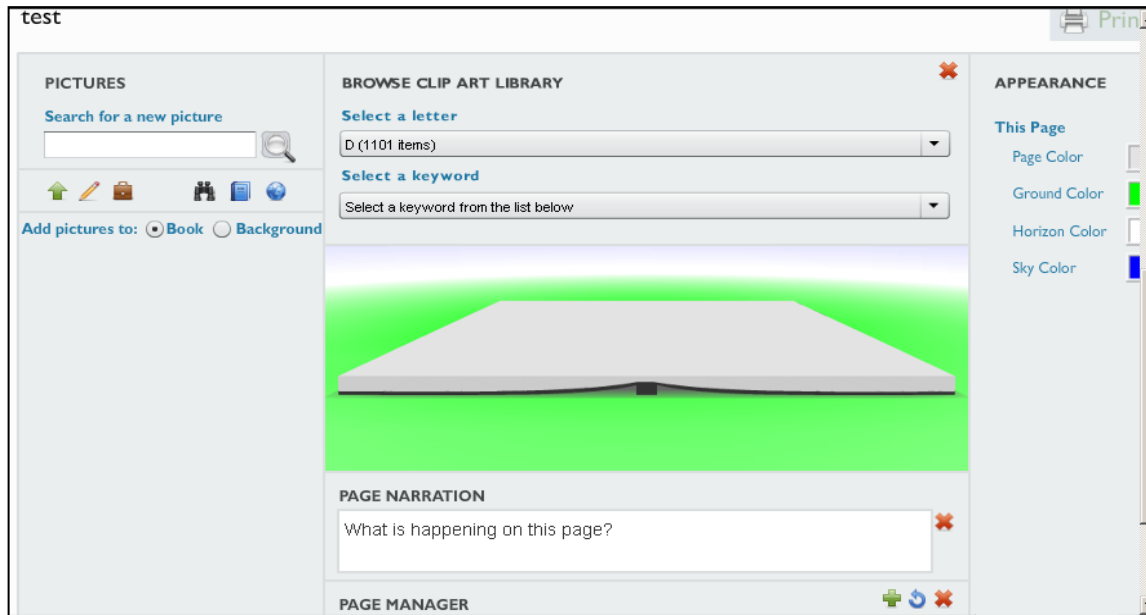 test
Prin
PICTURES
Search for a new picture
Add pictures to: Book Background
BROWSE CLIP ART LIBRARY
Select a letter
D (1101 items)
Select a keyword
Select a keyword from the list below
PAGE NARRATION
What is happening on this page?
PAGE MANAGER
APPEARANCE
This Page
Page Color
Ground Color
Horizon Color
Sky Color